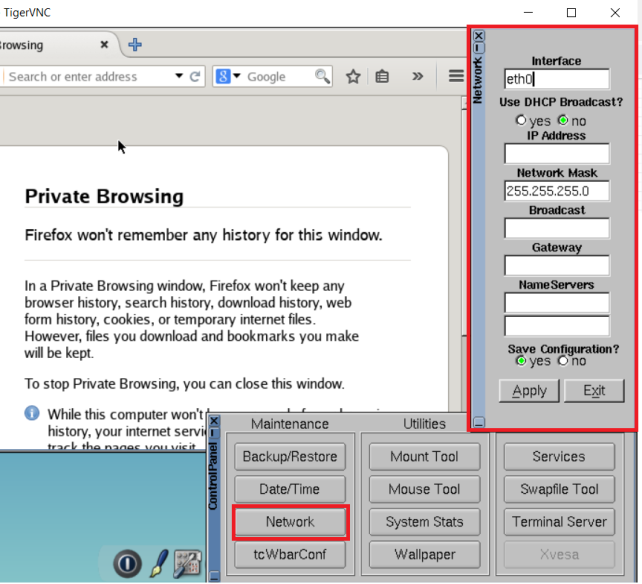 TigerVNC
rowsing
Search or enter address
Google
Private Browsing
Firefox won't remember any history for this window.
In a Private Browsing window, Firefox won't keep any
browser history, search history, download history, web
form history, cookies, or temporary internet files.
However, files you download and bookmarks you make
will be kept.
To stop Private Browsing, you can close this window.
While this computer won't
history, your internet servi
track the pages you visit
Network
Interface
eth0
Use DHCP Broadcast?
yes no
IP Address
Network Mask
255.255.255.0
Broadcast
Gateway
NameServers
Save Configuration?
yes no
Apply Exit
ControlPanel
Maintenance Utilities
Backup/Restore Mount Tool Services
Date/Time Mouse Tool Swapfile Tool
Network System Stats Terminal Server
tcWbarConf Wallpaper Xvesa